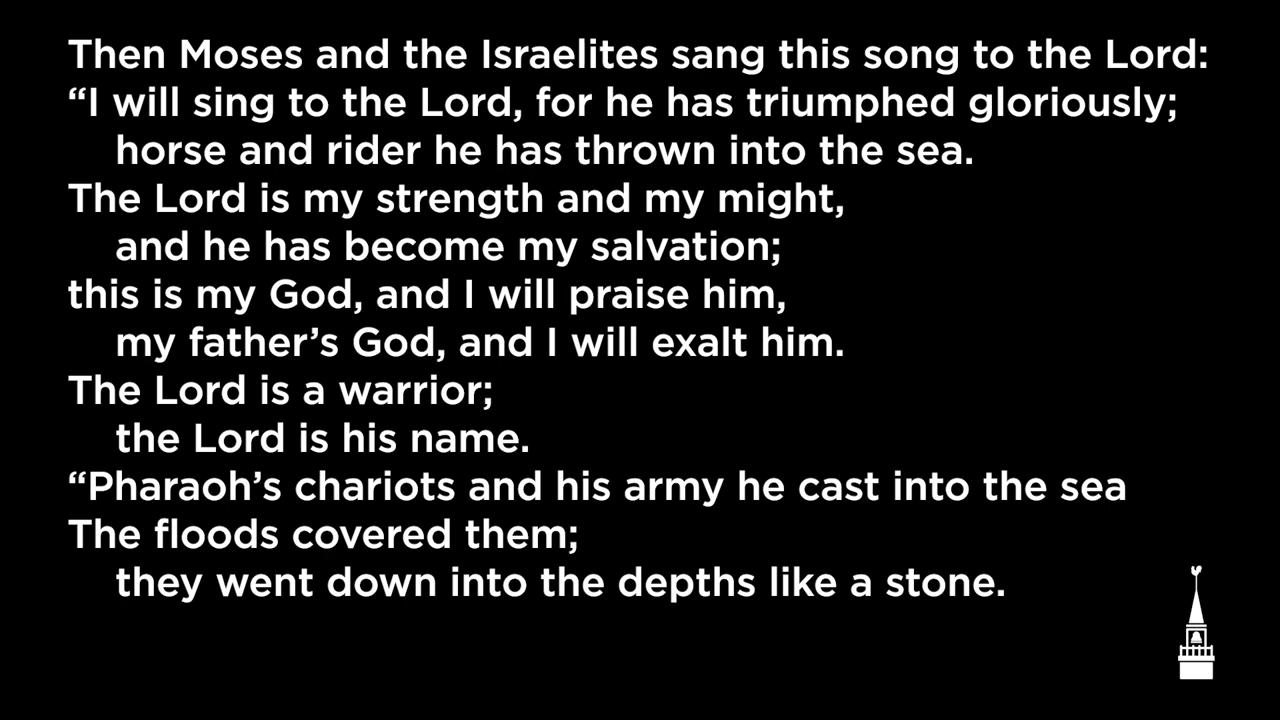 Then Moses and the Israelites sang this song to the Lord:
“I will sing to the Lord, for he has triumphed gloriously;
horse and rider he has thrown into the sea.
The Lord is my strength and my might,
and he has become my salvation;
this is my God, and I will praise him,
my father’s God, and I will exalt him.
The Lord is a warrior;
the Lord is his name.
“Pharaoh’s chariots and his army he cast into the sea
The floods covered them;
they went down into the depths like a stone.